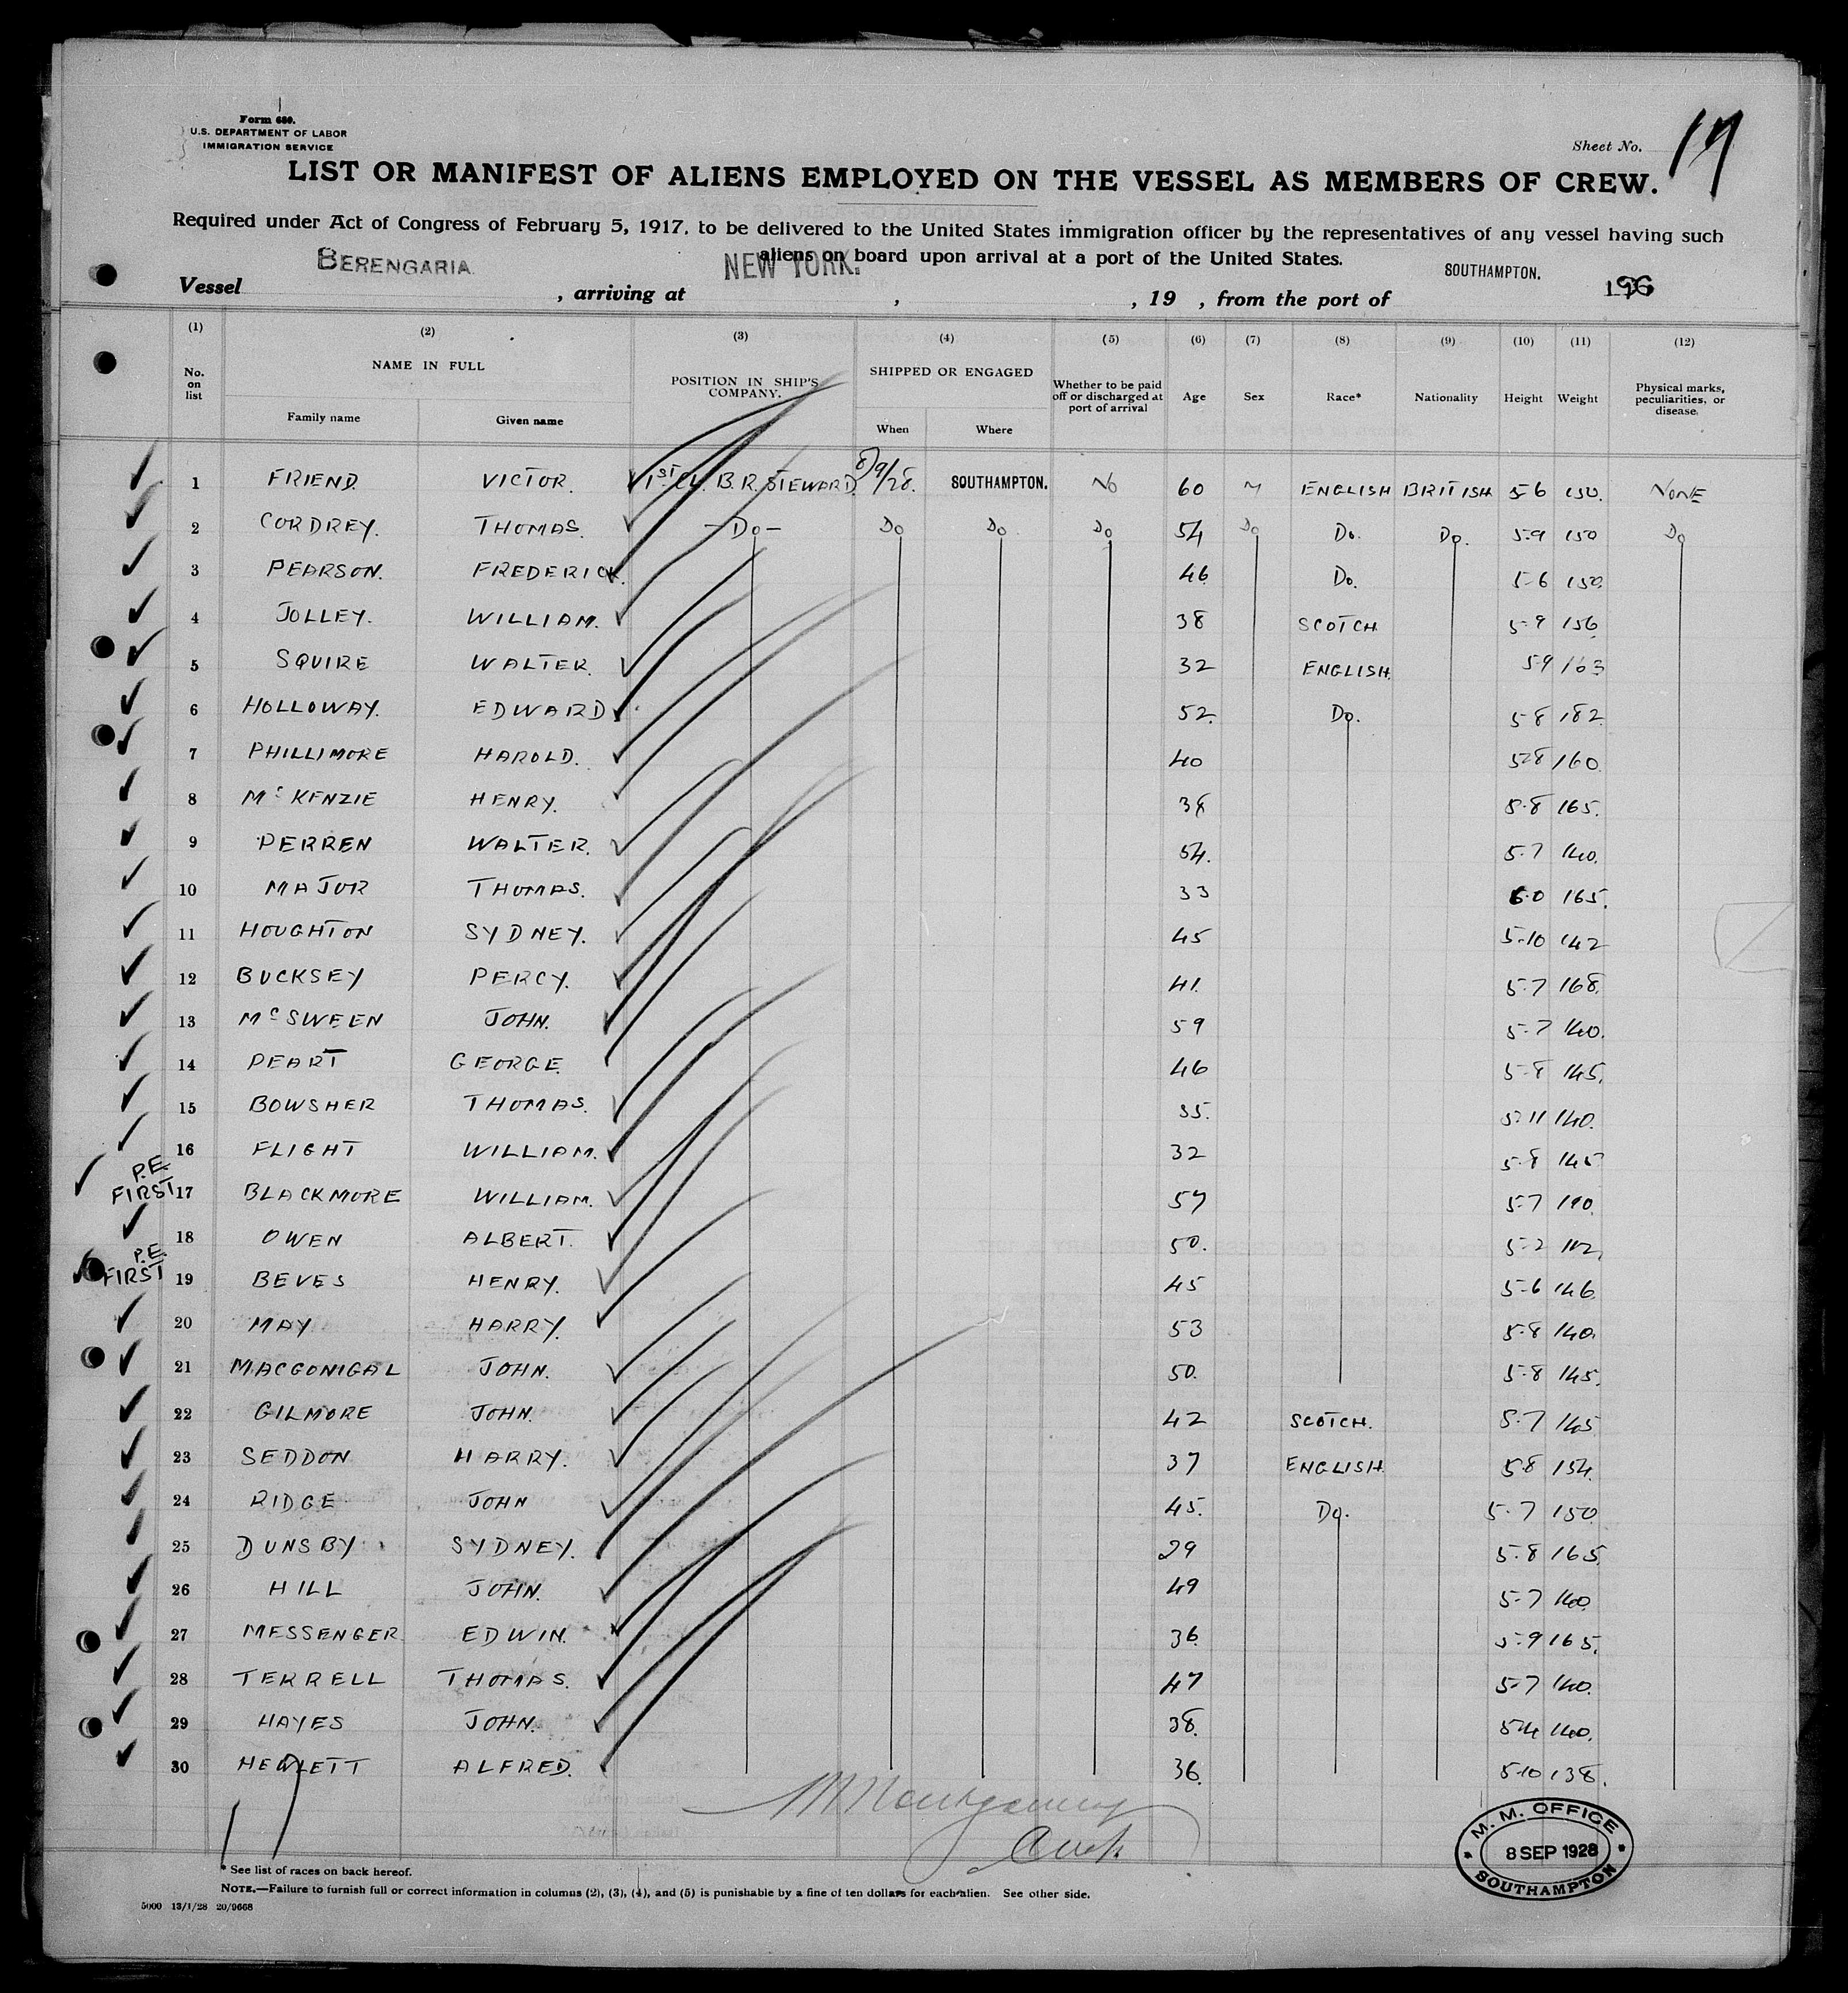 Form 680.
U.S. DEPARTMENT OF LABOR
IMMIGRATION SERVICE
Sheet No. 17
LIST OR MANIFEST OF ALIENS EMPLOYED ON THE VESSEL AS MEMBERS OF CREW.
Required under Act of Congress of February 5, 1917, to be delivered to the United States immigration officer by the representatives of any vessel having such
aliens on board upon arrival at a port of the United States.
Vessel BERENGARIA, arriving at NEW YORK., , 19 , from the port of SOUTHAMPTON. 196
(1) (2) (3) (4) (5) (6) (7) (8) (9) (10) (11) (12)
No. on list NAME IN FULL POSITION IN SHIP'S COMPANY. SHIPPED OR ENGAGED Whether to be paid off or discharged at port of arrival Age Sex Race* Nationality Height Weight Physical marks, peculiarities, or disease.
Family name Given name When Where
1 FRIEND. VICTOR. 1ST CL. B.R. STEWARD. 8/9/28. SOUTHAMPTON. No 60 M ENGLISH BRITISH 5-6 150. NONE
2 CORDREY. THOMAS. -Do- Do Do Do 54 Do Do. Do. 5-9 150 Do
3 PEARSON. FREDERICK. 46 Do. 5-6 150.
4 JOLLEY. WILLIAM. 38 SCOTCH 5-9 156
5 SQUIRE WALTER. 32 ENGLISH. 5-9 163
6 HOLLOWAY. EDWARD. 52. Do. 5-8 182
7 PHILLIMORE HAROLD. 40 5-8 160.
8 McKENZIE HENRY. 38 5-8 165.
9 PERREN WALTER. 54. 5-7 140.
10 MAJOR THOMAS. 33 6-0 165.
11 HOUGHTON SYDNEY. 45 5-10 142
12 BUCKSEY PERCY. 41. 5-7 168.
13 McSWEEN JOHN. 59 5-7 140.
14 PEART GEORGE. 46 5-8 145.
15 BOWSHER THOMAS. 35. 5-11 140.
16 FLIGHT WILLIAM. 32 5-8 145
P.E. FIRST 17 BLACKMORE WILLIAM. 57 5-7 190.
18 OWEN ALBERT. 50. 5-2 112.
P.E. FIRST 19 BEVES HENRY. 45 5-6 146.
20 MAY HARRY. 53 5-8 140.
21 MACGONIGAL JOHN. 50. 5-8 145.
22 GILMORE JOHN. 42 SCOTCH. 5-7 145
23 SEDDON HARRY. 37 ENGLISH. 5-8 154.
24 RIDGE JOHN 45. Do. 5-7 150
25 DUNSBY SYDNEY. 29 5-8 165.
26 HILL JOHN. 49 5-7 140.
27 MESSENGER EDWIN. 36. 5-9 165.
28 TERRELL THOMAS. 47 5-7 140.
29 HAYES JOHN. 38. 5-4 140.
30 HEWLETT ALFRED. 36. 5-10 138.
M. M. OFFICE
8 SEP 1928
SOUTHAMPTON
* See list of races on back hereof.
NOTE.—Failure to furnish full or correct information in columns (2), (3), (4), and (5) is punishable by a fine of ten dollars for each alien. See other side.
5000 13/1/28 20/9668